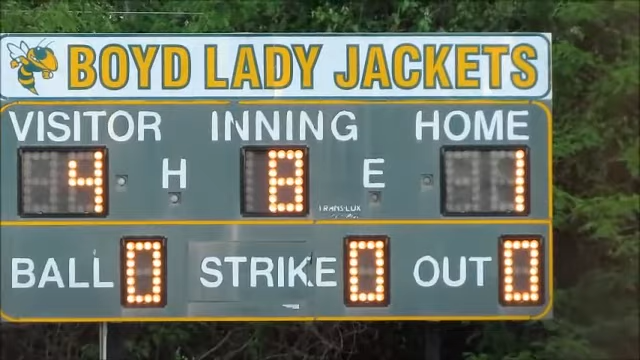 BOYD LADY JACKETS
VISITOR INNING HOME
4 H 8 E 1
TRANS-LUX
BALL 0 STRIKE 0 OUT 0